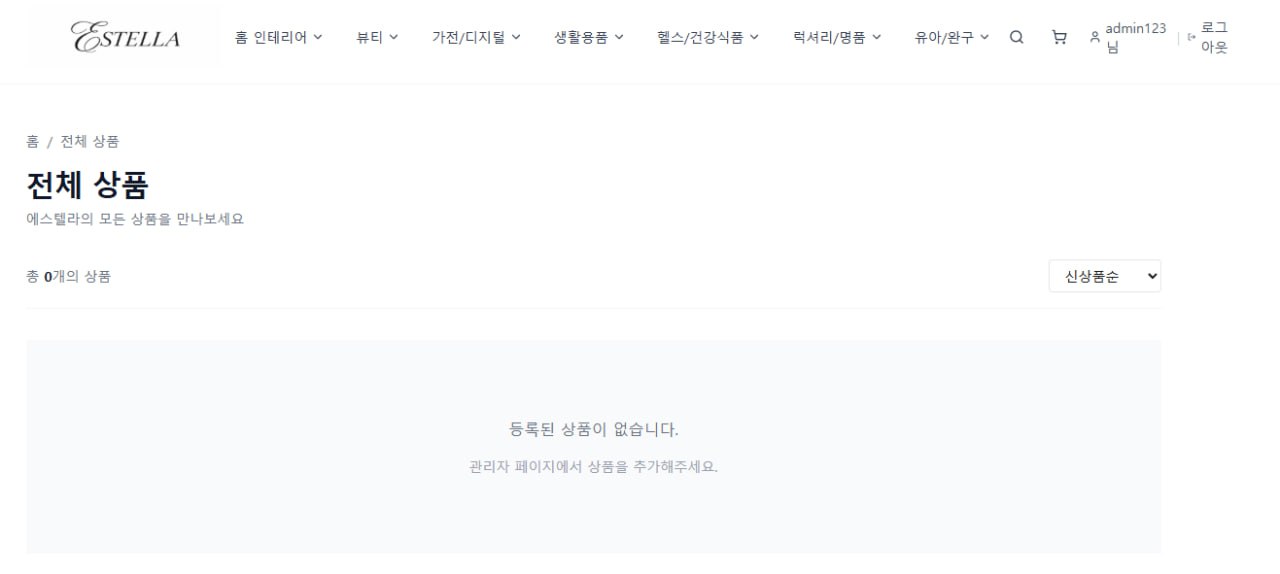 ESTELLA
홈 인테리어
뷰티
가전/디지털
생활용품
헬스/건강식품
럭셔리/명품
유아/완구
admin123
님
로그
아웃
홈 / 전체 상품
전체 상품
에스텔라의 모든 상품을 만나보세요
총 0개의 상품
신상품순
등록된 상품이 없습니다.
관리자 페이지에서 상품을 추가해주세요.